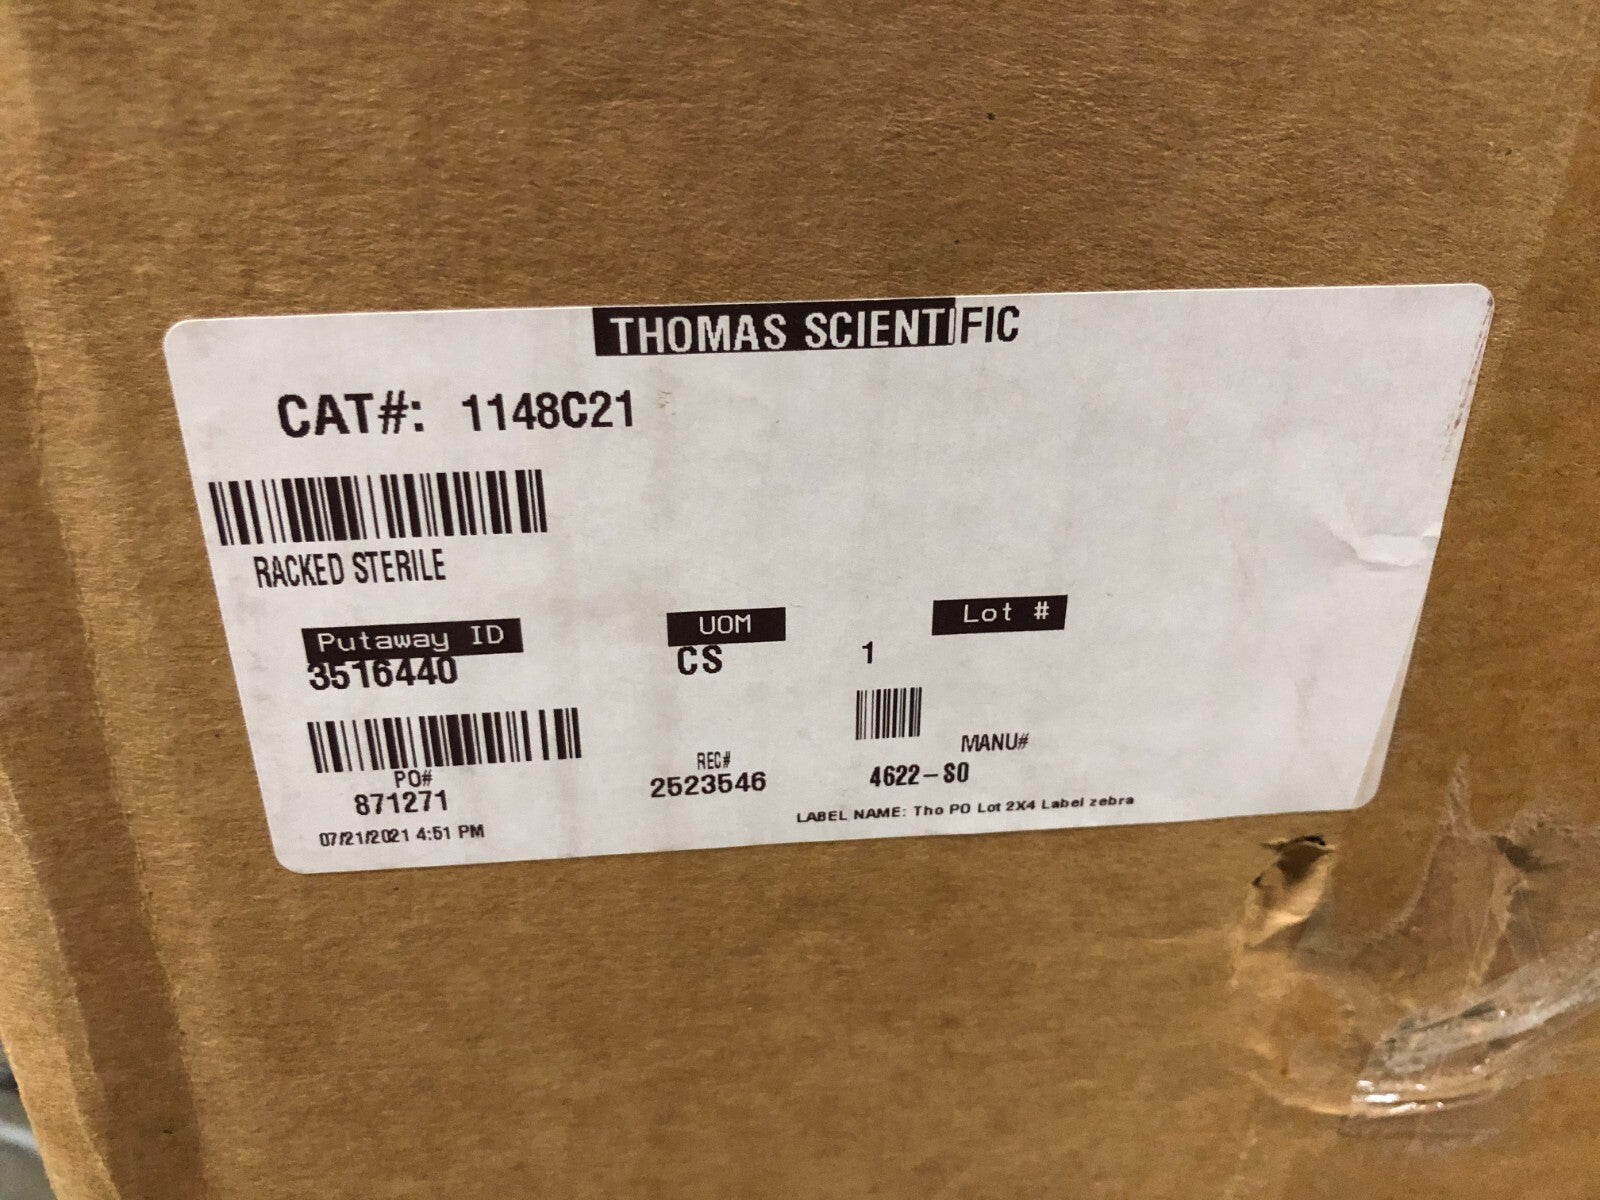 THOMAS SCIENTIFIC
CAT#: 1148C21
RACKED STERILE
Putaway ID UOM Lot #
3516440 CS 1
PO# REC# MANU#
871271 2523546 4622-S0
07/21/2021 4:51 PM LABEL NAME: Tho PO Lot 2X4 Label zebra